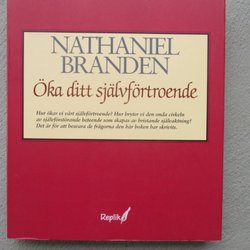 NATHANIEL
BRANDEN
Öka ditt självförtroende
Hur ökar vi vårt självförtroende? Hur bryter vi den onda cirkeln
av självförstörande beteende som skapas av bristande självaktning?
Det är för att besvara de frågorna den här boken har skrivits.
Replik